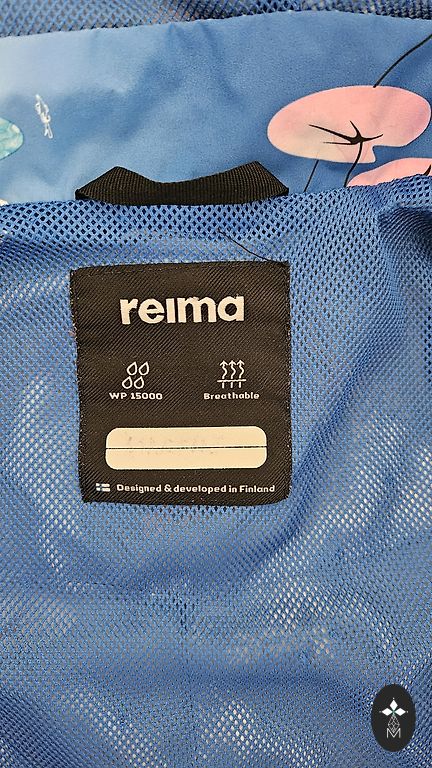 reima
WP 15000
Breathable
Designed & developed in Finland